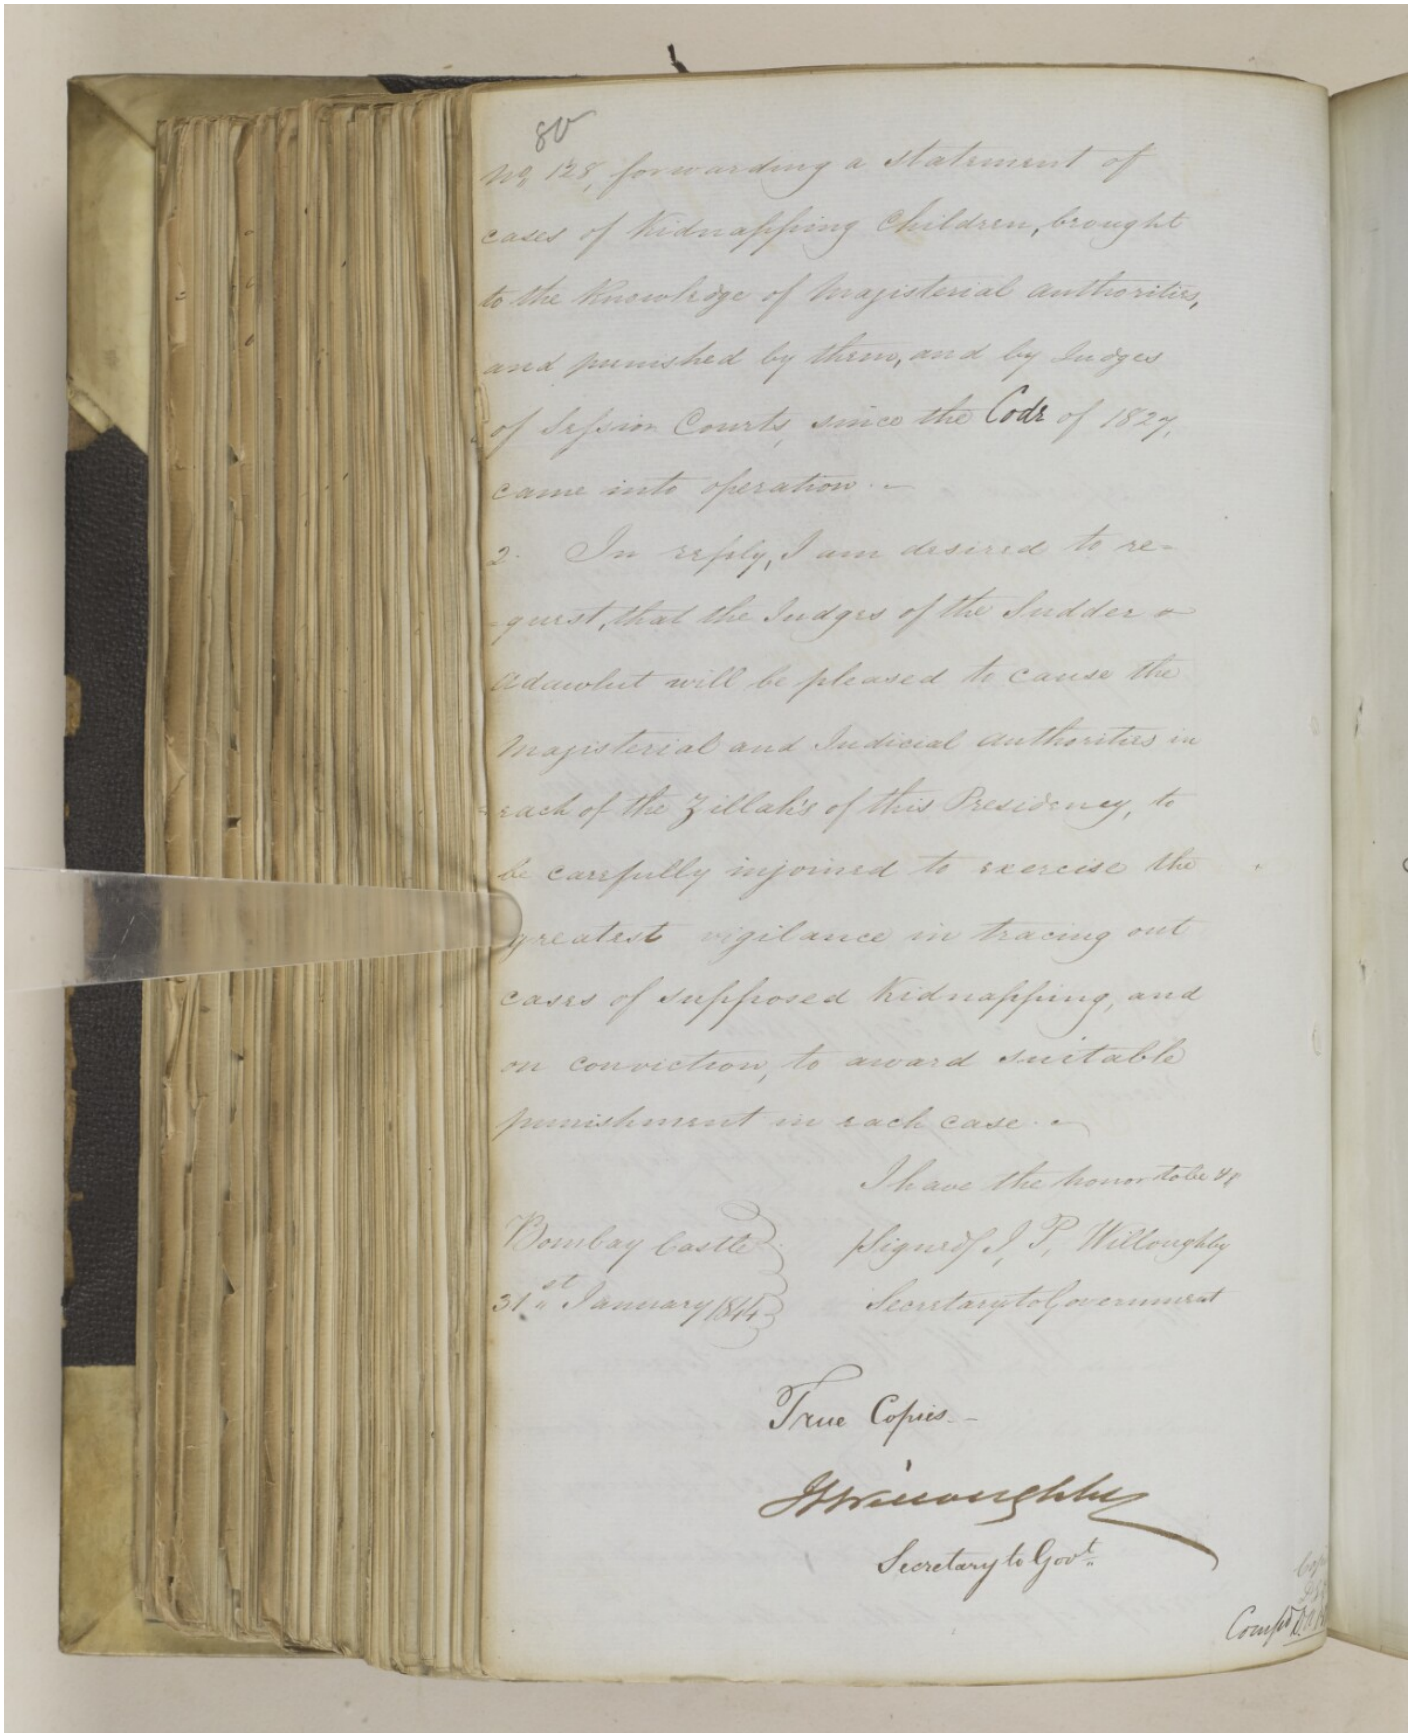 80
No. 128, forwarding a statement of
cases of Kidnapping Children, brought
to the Knowledge of Magisterial authorities,
and punished by them, and by Judges
of Session Courts, since the Code of 1827,
came into operation. -
2. In reply, I am desired to re=
=quest, that the Judges of the Sudder
Adawlut will be pleased to cause the
Magisterial and Judicial authorities in
each of the Zillah's of this Presidency, to
be carefully injoined to exercise the
greatest vigilance in tracing out
cases of supposed Kidnapping, and
on conviction, to award suitable
punishment in each case. -
I have the honor to be &c
Bombay Castle Signed J, P, Willoughby
31st January 1844 Secretary to Government
True Copies -
JPWilloughby
Secretary to Govt.
Compd